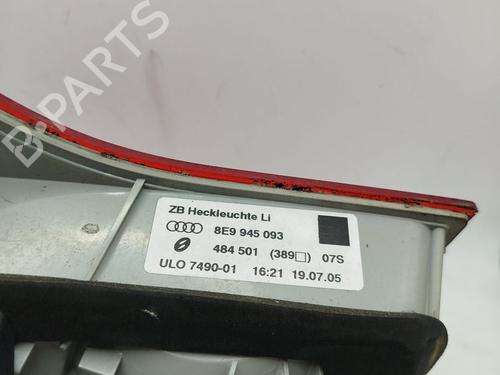 B-PARTS
ZB Heckleuchte Li
8E9 945 093
484 501 (389□) 07S
ULO 7490-01 16:21 19.07.05